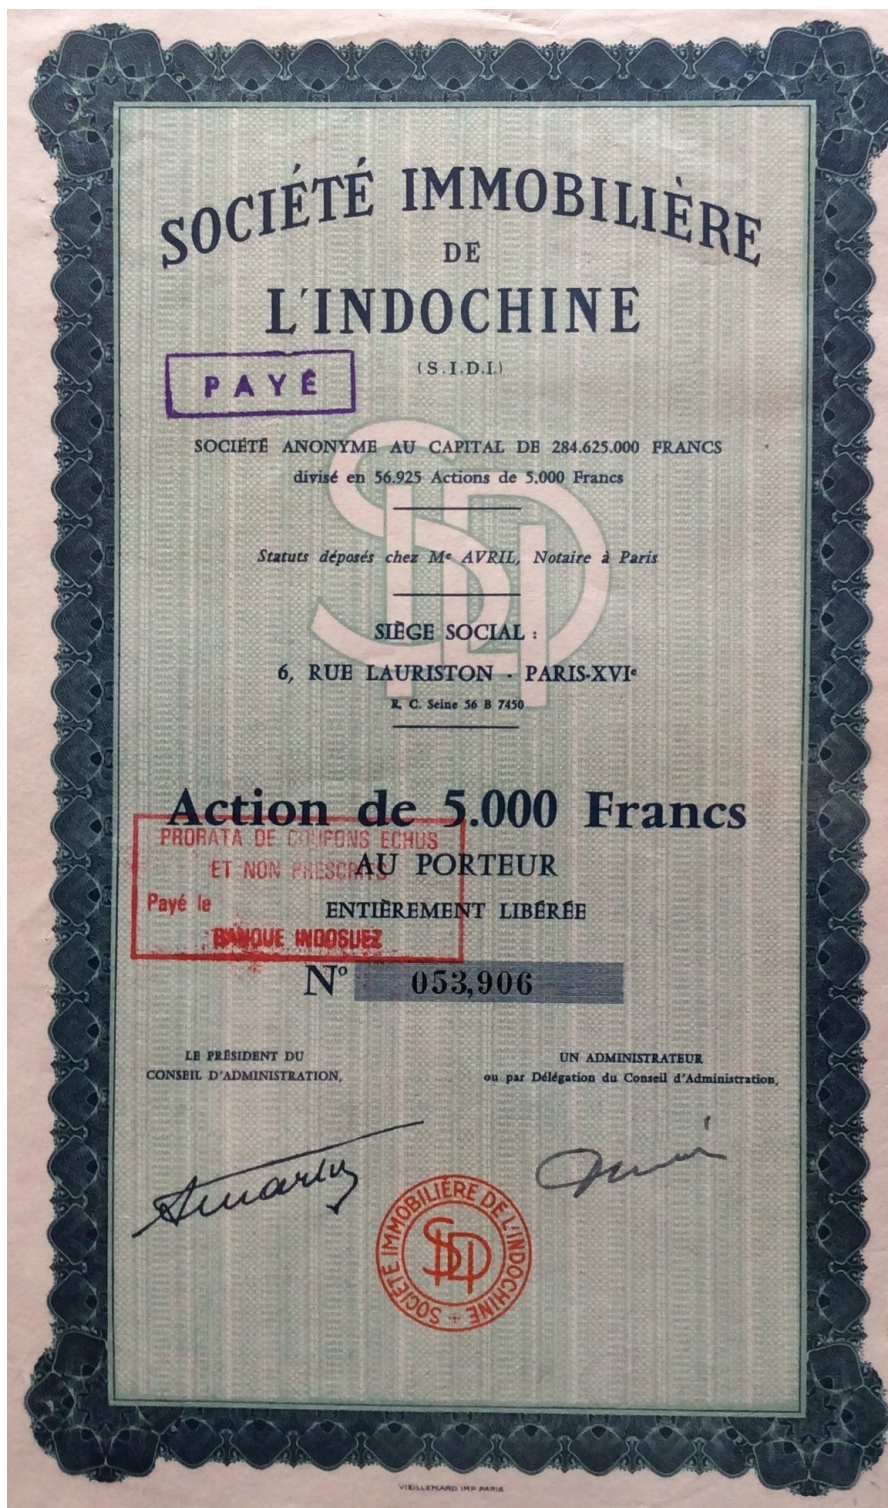 SOCIÉTÉ IMMOBILIÈRE
DE
L'INDOCHINE
(S.I.D.I.)
PAYÉ
SOCIÉTÉ ANONYME AU CAPITAL DE 284.625.000 FRANCS
divisé en 56.925 Actions de 5.000 Francs
Statuts déposés chez Me AVRIL, Notaire à Paris
SIÈGE SOCIAL :
6, RUE LAURISTON - PARIS-XVIe
R. C. Seine 56 B 7450
Action de 5.000 Francs
PRORATA DE COUPONS ECHUS
ET NON PRESCRITS
AU PORTEUR
Payé le
ENTIÈREMENT LIBÉRÉE
BANQUE INDOSUEZ
No 053,906
LE PRÉSIDENT DU
CONSEIL D'ADMINISTRATION,
UN ADMINISTRATEUR
ou par Délégation du Conseil d'Administration,
SOCIÉTÉ IMMOBILIÈRE DE L'INDOCHINE
SIDI
VIEILLEMARD IMP. PARIS